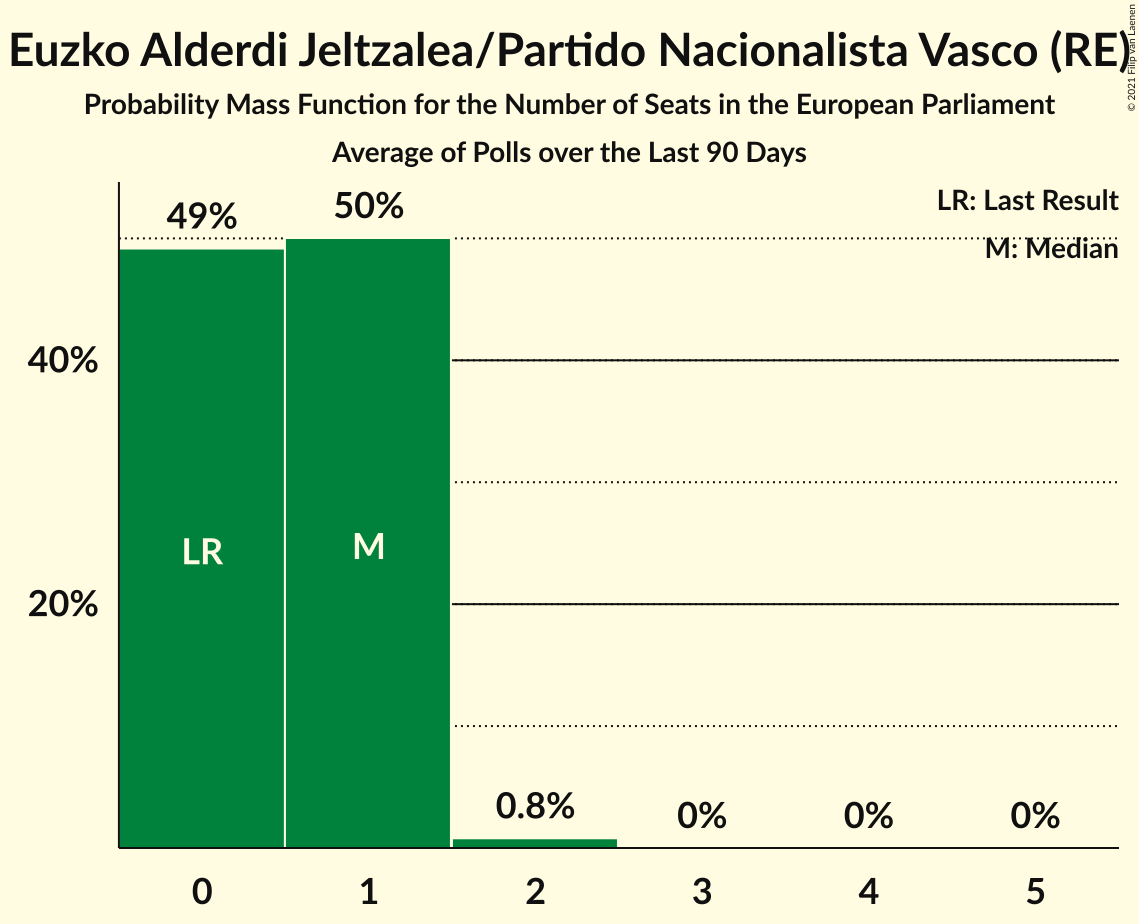 Euzko Alderdi Jeltzalea/Partido Nacionalista Vasco (RE)
© 2021 Filip van Laenen
Probability Mass Function for the Number of Seats in the European Parliament
Average of Polls over the Last 90 Days
LR: Last Result
M: Median
49%
50%
40%
20%
LR
M
0.8%
0%
0%
0%
0
1
2
3
4
5